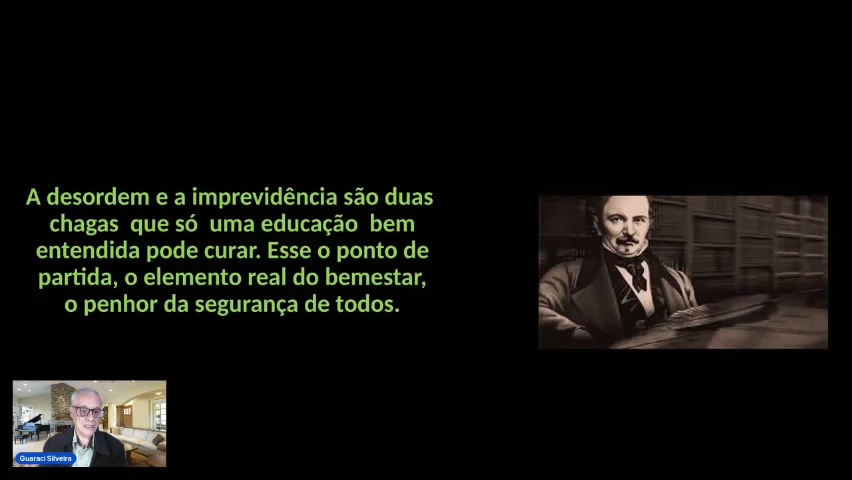 A desordem e a imprevidência são duas
chagas que só uma educação bem
entendida pode curar. Esse o ponto de
partida, o elemento real do bemestar,
o penhor da segurança de todos.
Guaraci Silveira